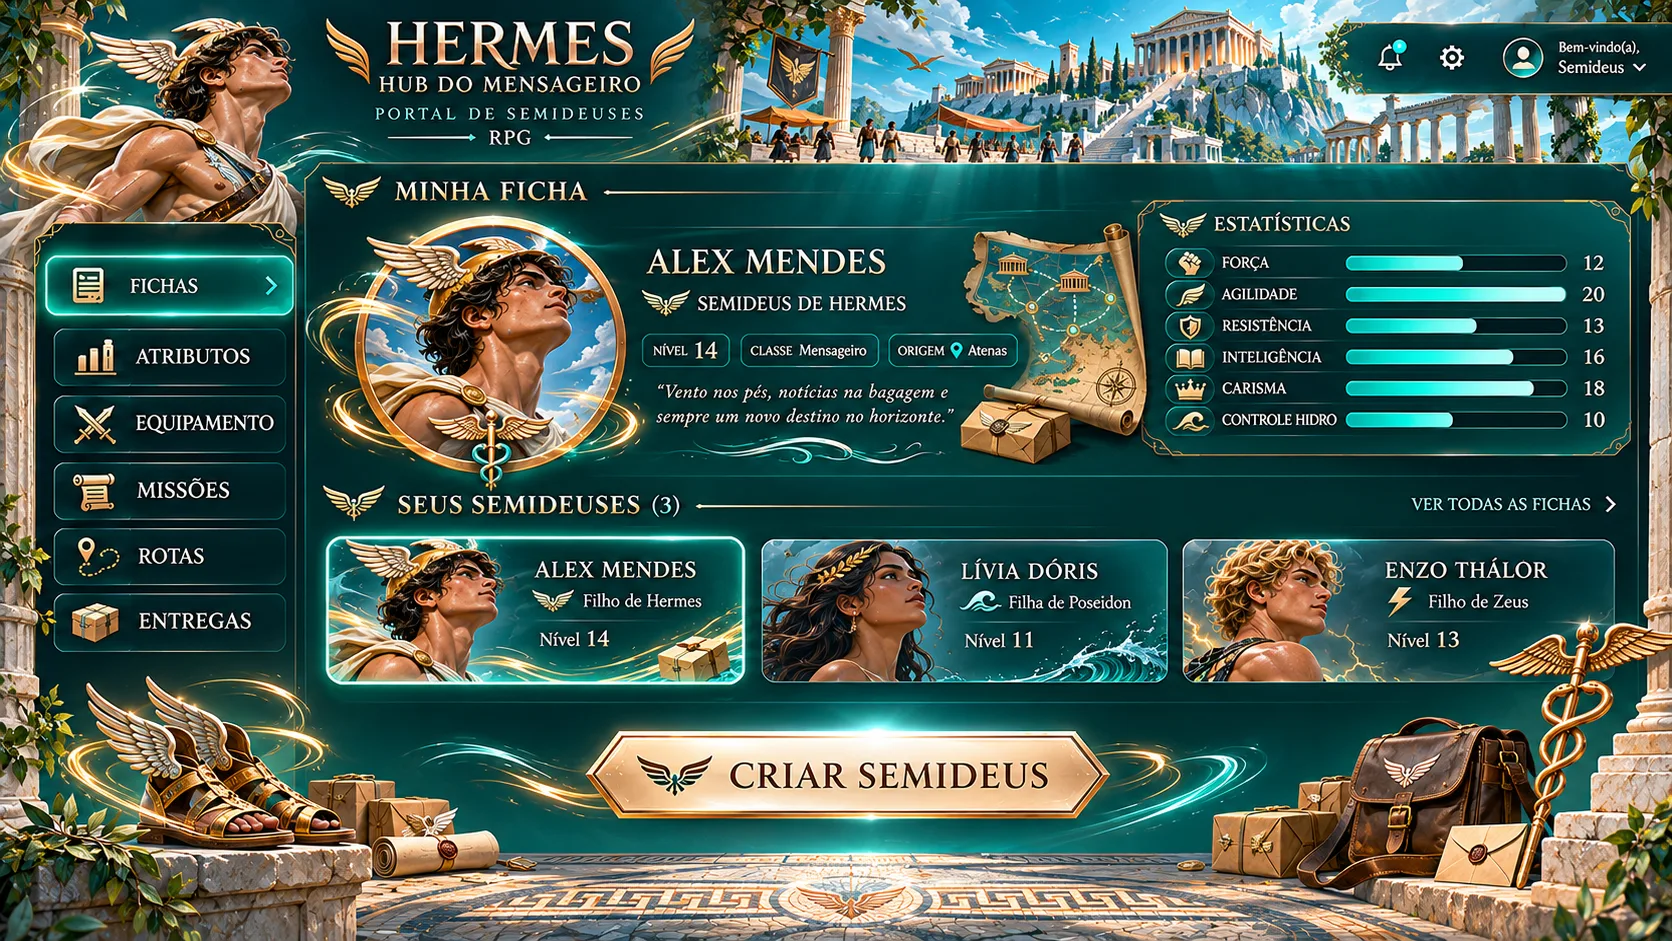 HERMES
HUB DO MENSAGEIRO
PORTAL DE SEMIDEUSES
RPG
Bem-vindo(a),
Semideus
FICHAS
ATRIBUTOS
EQUIPAMENTO
MISSÕES
ROTAS
ENTREGAS
MINHA FICHA
ALEX MENDES
SEMIDEUS DE HERMES
NÍVEL 14
CLASSE Mensageiro
ORIGEM Atenas
“Vento nos pés, notícias na bagagem e
sempre um novo destino no horizonte.”
ESTATÍSTICAS
FORÇA 12
AGILIDADE 20
RESISTÊNCIA 13
INTELIGÊNCIA 16
CARISMA 18
CONTROLE HIDRO 10
SEUS SEMIDEUSES (3)
VER TODAS AS FICHAS
ALEX MENDES
Filho de Hermes
Nível 14
LÍVIA DÓRIS
Filha de Poseidon
Nível 11
ENZO THÁLOR
Filho de Zeus
Nível 13
CRIAR SEMIDEUS